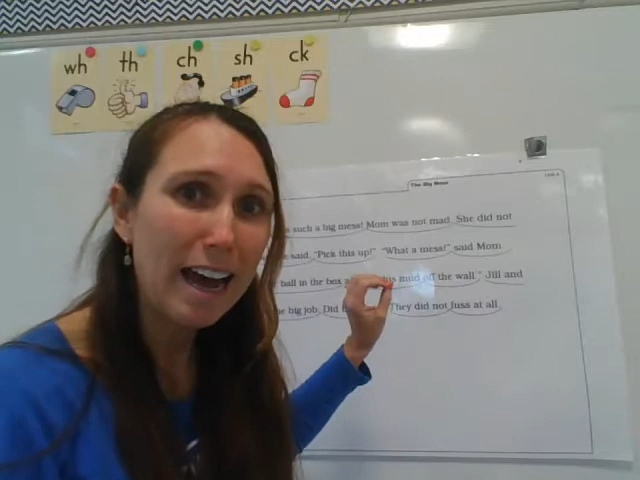 wh th ch sh ck
The Big Mess
such a big mess! Mom was not mad. She did not
said, "Pick this up!" "What a mess!" said Mom
ball in the box mud off the wall." Jill and
big job. Did They did not fuss at all.